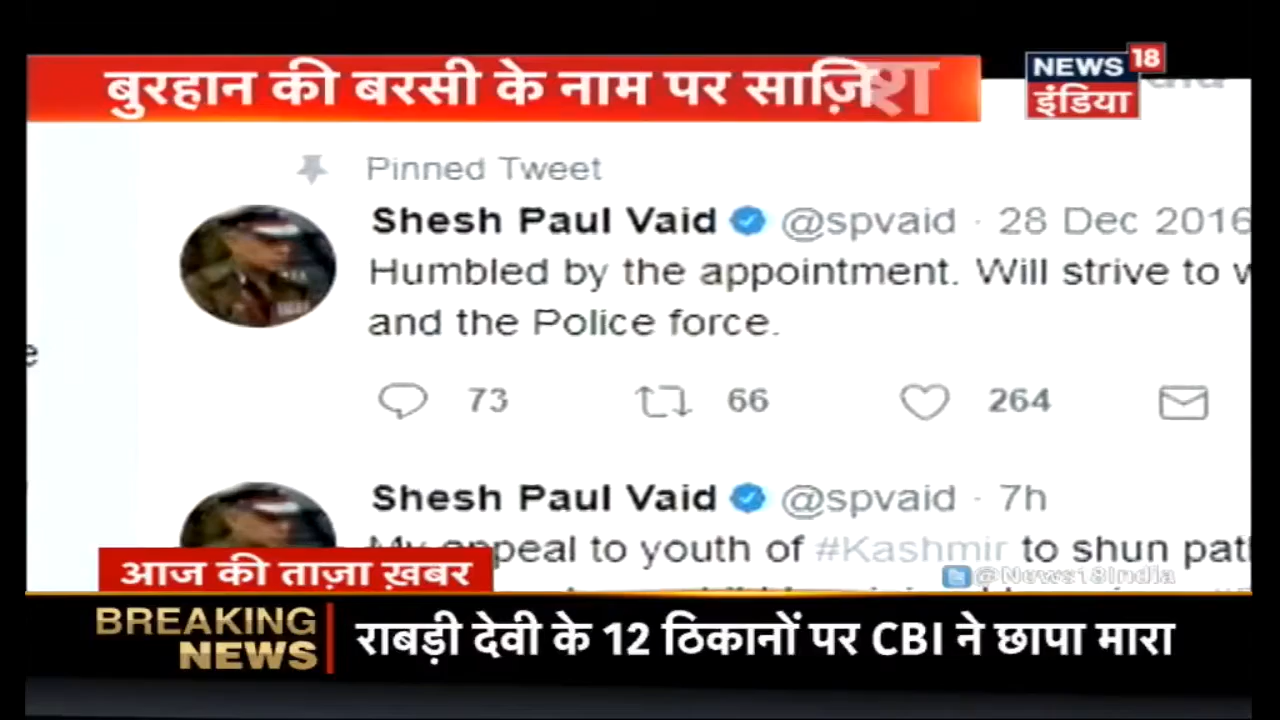 बुरहान की बरसी के नाम पर साज़िश
NEWS 18
इंडिया
Pinned Tweet
Shesh Paul Vaid @spvaid · 28 Dec 2016
Humbled by the appointment. Will strive to
and the Police force.
73 66 264
Shesh Paul Vaid @spvaid · 7h
My appeal to youth of #Kashmir to shun
@News18India
आज की ताज़ा ख़बर
BREAKING
NEWS
राबड़ी देवी के 12 ठिकानों पर CBI ने छापा मारा